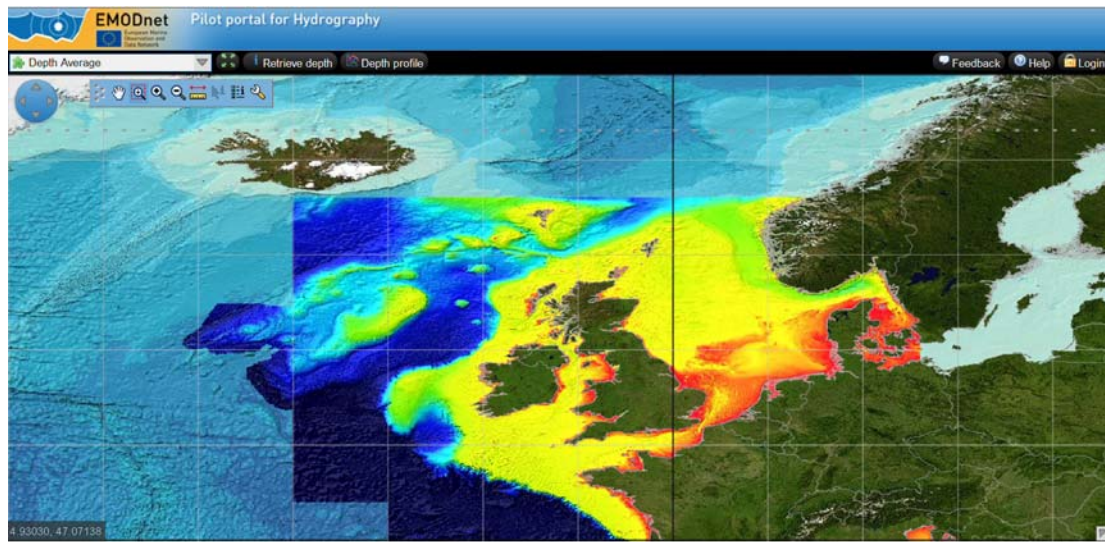 EMODnet
European Marine
Observation and
Data Network
Pilot portal for Hydrography
Depth Average
Retrieve depth
Depth profile
Feedback
Help
Login
4.93030, 47.07138